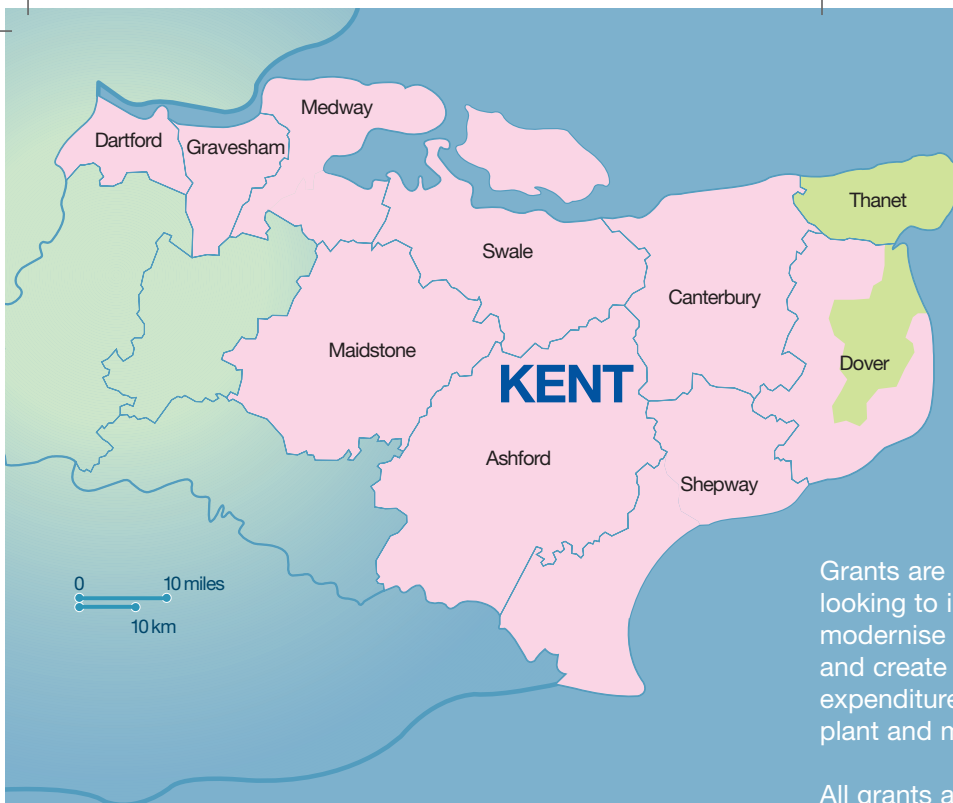 Medway
Dartford
Gravesham
Thanet
Swale
Canterbury
Maidstone
Dover
KENT
Ashford
Shepway
0 10 miles
10 km
Grants are
looking to i
modernise
and create
expenditure
plant and m
All grants a